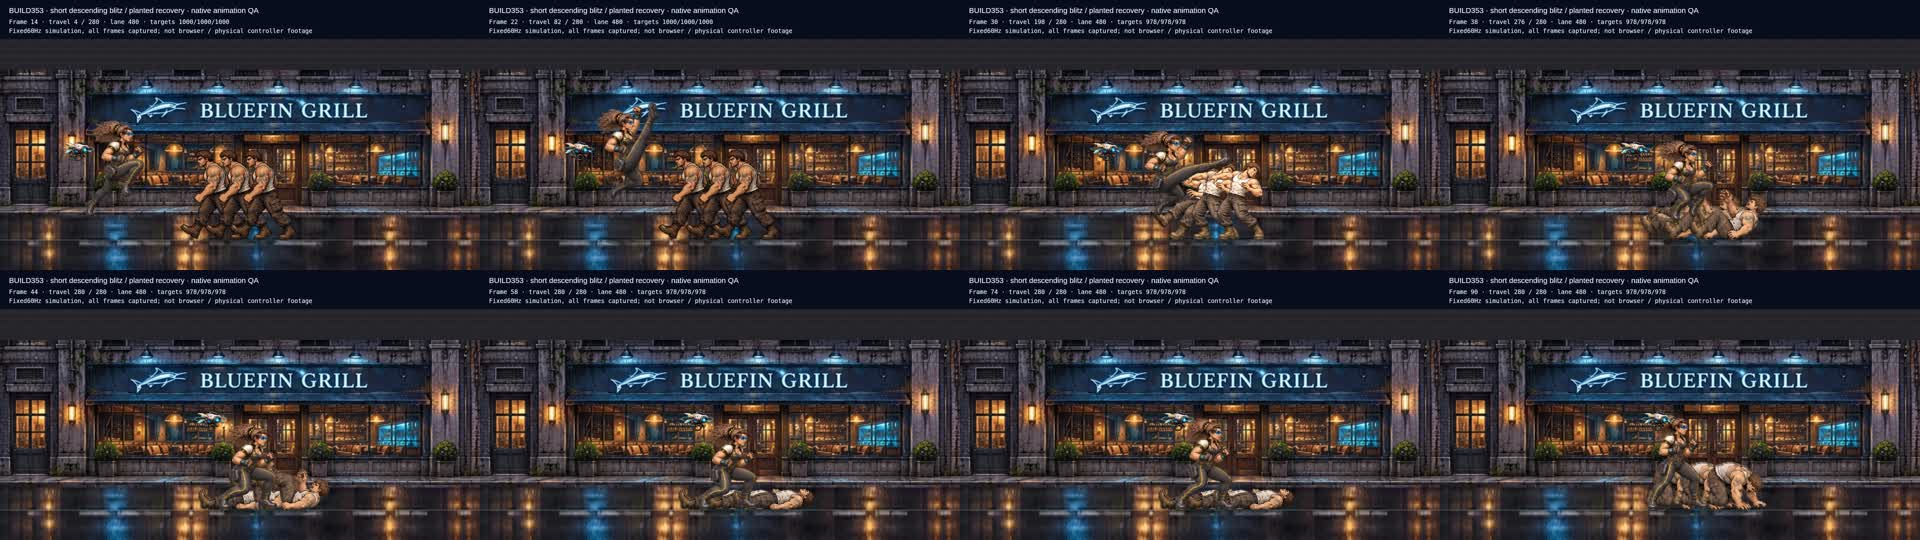 BUILD353 - short descending blitz / planted recovery - native animation QA
Frame 14 · travel 4 / 280 · lane 480 · targets 1000/1000/1000
Fixed60Hz simulation, all frames captured; not browser / physical controller footage
BLUEFIN GRILL
BUILD353 - short descending blitz / planted recovery - native animation QA
Frame 22 · travel 82 / 280 · lane 480 · targets 1000/1000/1000
Fixed60Hz simulation, all frames captured; not browser / physical controller footage
BLUEFIN GRILL
BUILD353 - short descending blitz / planted recovery - native animation QA
Frame 30 · travel 198 / 280 · lane 480 · targets 978/978/978
Fixed60Hz simulation, all frames captured; not browser / physical controller footage
BLUEFIN GRILL
BUILD353 - short descending blitz / planted recovery - native animation QA
Frame 38 · travel 276 / 280 · lane 480 · targets 978/978/978
Fixed60Hz simulation, all frames captured; not browser / physical controller footage
BLUEFIN GRILL
BUILD353 - short descending blitz / planted recovery - native animation QA
Frame 44 · travel 280 / 280 · lane 480 · targets 978/978/978
Fixed60Hz simulation, all frames captured; not browser / physical controller footage
BLUEFIN GRILL
BUILD353 - short descending blitz / planted recovery - native animation QA
Frame 58 · travel 280 / 280 · lane 480 · targets 978/978/978
Fixed60Hz simulation, all frames captured; not browser / physical controller footage
BLUEFIN GRILL
BUILD353 - short descending blitz / planted recovery - native animation QA
Frame 74 · travel 280 / 280 · lane 480 · targets 978/978/978
Fixed60Hz simulation, all frames captured; not browser / physical controller footage
BLUEFIN GRILL
BUILD353 - short descending blitz / planted recovery - native animation QA
Frame 90 · travel 280 / 280 · lane 480 · targets 978/978/978
Fixed60Hz simulation, all frames captured; not browser / physical controller footage
BLUEFIN GRILL